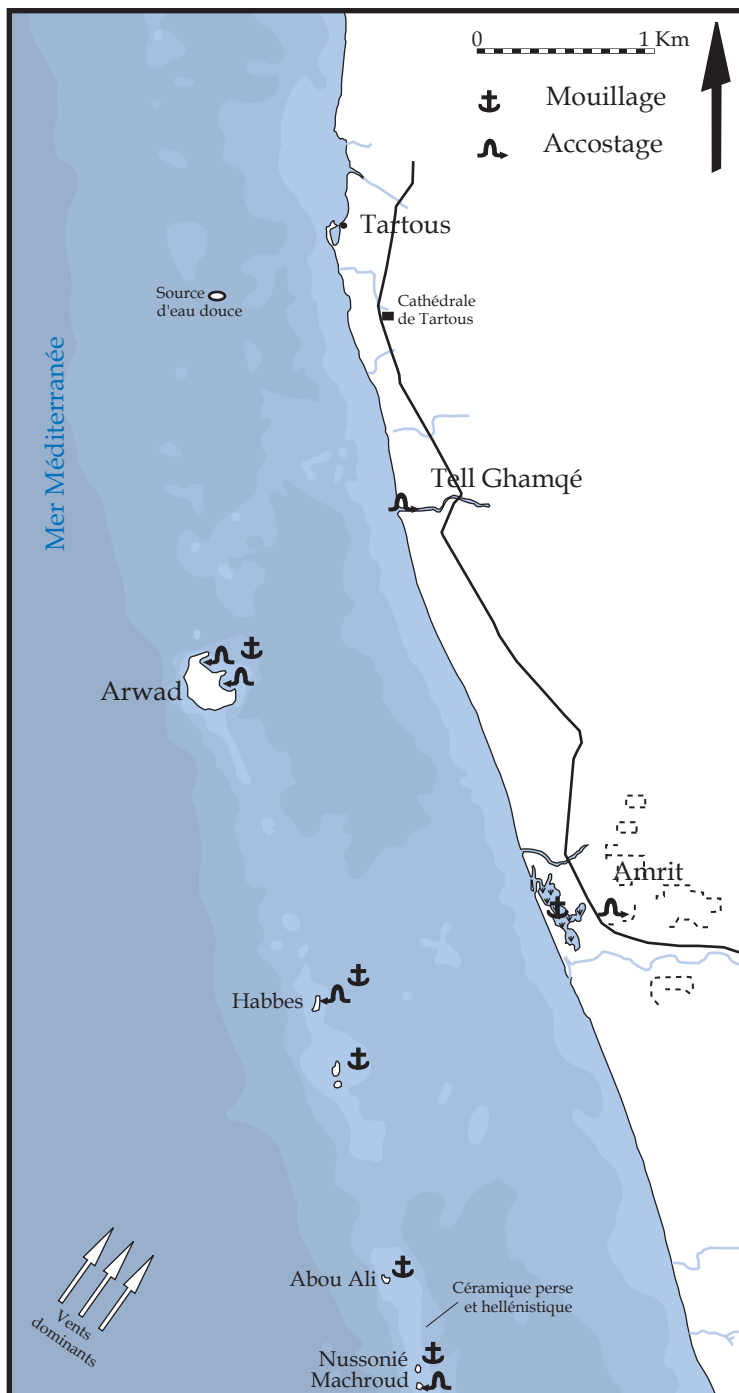 0 1 Km
Mouillage
Accostage
Tartous
Source
d'eau douce
Cathédrale
de Tartous
Mer Méditerranée
Tell Ghamqé
Arwad
Amrit
Habbes
Abou Ali
Céramique perse
et hellénistique
Vents
dominants
Nussonié
Machroud